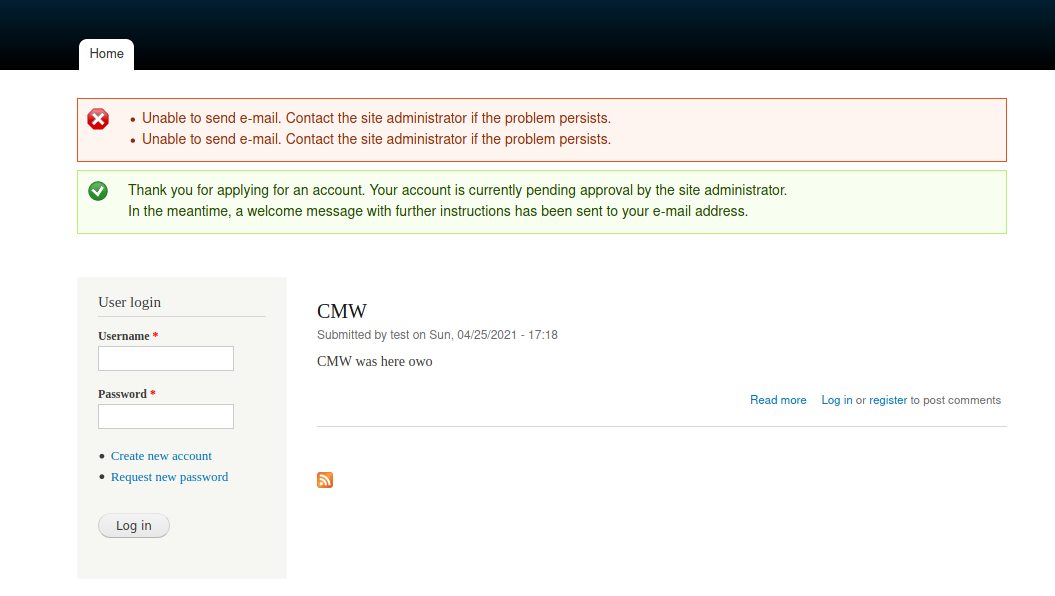 Home
Unable to send e-mail. Contact the site administrator if the problem persists.
Unable to send e-mail. Contact the site administrator if the problem persists.
Thank you for applying for an account. Your account is currently pending approval by the site administrator.
In the meantime, a welcome message with further instructions has been sent to your e-mail address.
User login
Username *
Password *
Create new account
Request new password
Log in
CMW
Submitted by test on Sun, 04/25/2021 - 17:18
CMW was here owo
Read more Log in or register to post comments